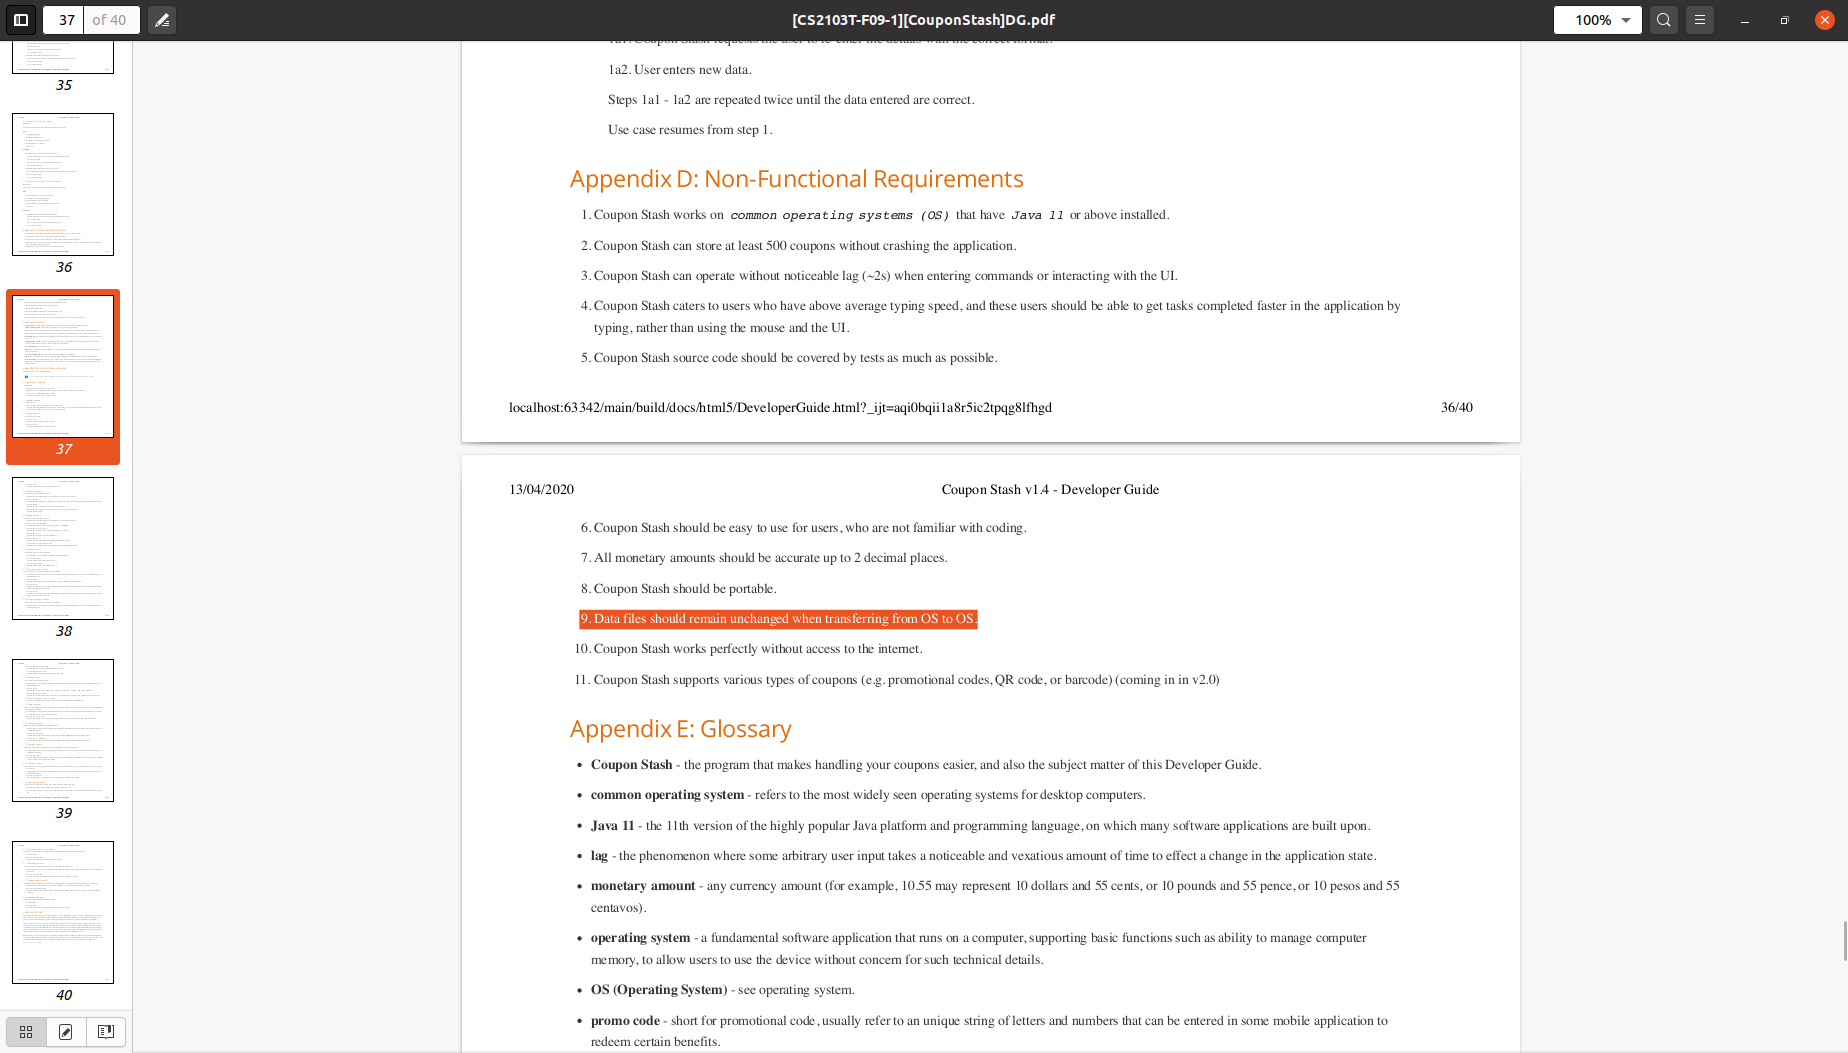 37 of 40
[CS2103T-F09-1][CouponStash]DG.pdf
100%
35
36
37
38
39
40
1a1. Coupon Stash requests the user to re-enter the details with the correct format.
1a2. User enters new data.
Steps 1a1 - 1a2 are repeated twice until the data entered are correct.
Use case resumes from step 1.
Appendix D: Non-Functional Requirements
1. Coupon Stash works on common operating systems (OS) that have Java 11 or above installed.
2. Coupon Stash can store at least 500 coupons without crashing the application.
3. Coupon Stash can operate without noticeable lag (~2s) when entering commands or interacting with the UI.
4. Coupon Stash caters to users who have above average typing speed, and these users should be able to get tasks completed faster in the application by
typing, rather than using the mouse and the UI.
5. Coupon Stash source code should be covered by tests as much as possible.
localhost:63342/main/build/docs/html5/DeveloperGuide.html?_ijt=aqi0bqii1a8r5ic2tpqg8lfhgd 36/40
13/04/2020 Coupon Stash v1.4 - Developer Guide
6. Coupon Stash should be easy to use for users, who are not familiar with coding.
7. All monetary amounts should be accurate up to 2 decimal places.
8. Coupon Stash should be portable.
9. Data files should remain unchanged when transferring from OS to OS.
10. Coupon Stash works perfectly without access to the internet.
11. Coupon Stash supports various types of coupons (e.g. promotional codes, QR code, or barcode) (coming in in v2.0)
Appendix E: Glossary
• Coupon Stash - the program that makes handling your coupons easier, and also the subject matter of this Developer Guide.
• common operating system - refers to the most widely seen operating systems for desktop computers.
• Java 11 - the 11th version of the highly popular Java platform and programming language, on which many software applications are built upon.
• lag - the phenomenon where some arbitrary user input takes a noticeable and vexatious amount of time to effect a change in the application state.
• monetary amount - any currency amount (for example, 10.55 may represent 10 dollars and 55 cents, or 10 pounds and 55 pence, or 10 pesos and 55
centavos).
• operating system - a fundamental software application that runs on a computer, supporting basic functions such as ability to manage computer
memory, to allow users to use the device without concern for such technical details.
• OS (Operating System) - see operating system.
• promo code - short for promotional code, usually refer to an unique string of letters and numbers that can be entered in some mobile application to
redeem certain benefits.